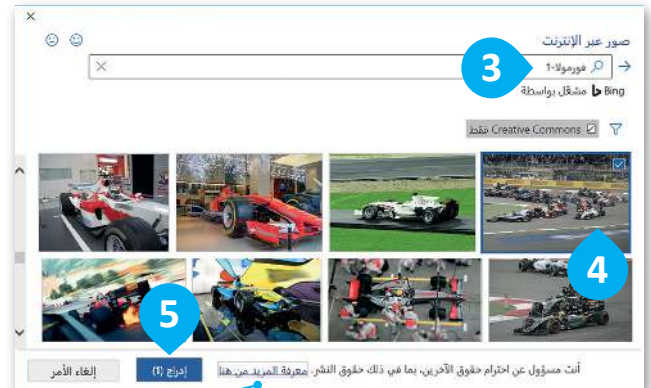 صور عبر الإنترنت
فورمولا-1
3
مشغّل بواسطة Bing
Creative Commons فقط
4
5
أنت مسؤول عن احترام حقوق الآخرين، بما في ذلك حقوق النشر. معرفة المزيد من هنا
إدراج (1)
إلغاء الأمر